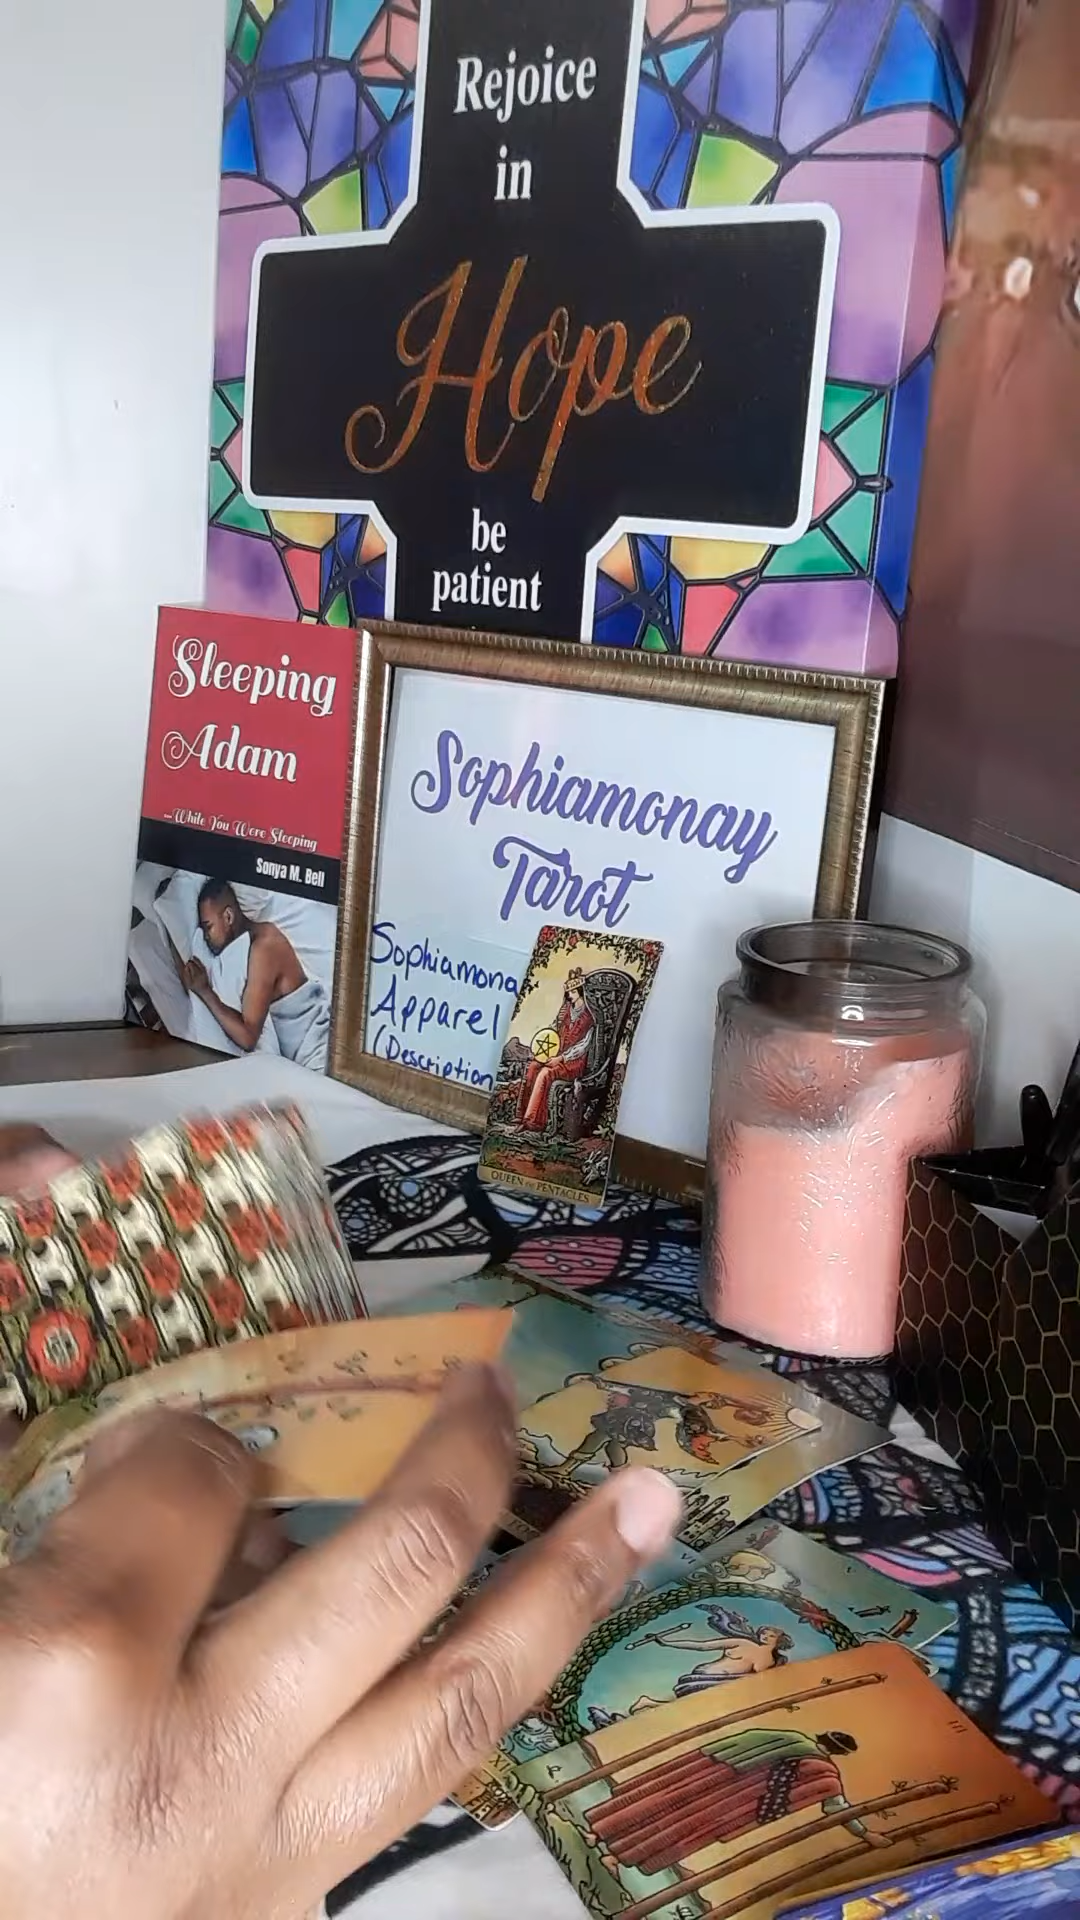 Rejoice
in
Hope
be
patient
Sleeping
Adam
...While You Were Sleeping
Sonya M. Bell
Sophiamonay
Tarot
Sophiamona
Apparel
(Description
QUEEN of PENTACLES
III